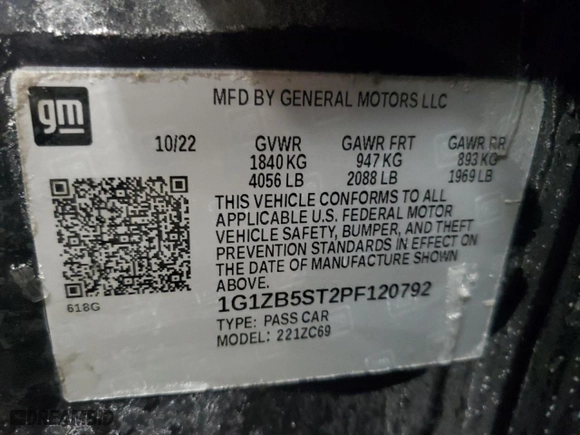 gm
MFD BY GENERAL MOTORS LLC
10/22 GVWR GAWR FRT GAWR RR
1840 KG 947 KG 893 KG
4056 LB 2088 LB 1969 LB
THIS VEHICLE CONFORMS TO ALL
APPLICABLE U.S. FEDERAL MOTOR
VEHICLE SAFETY, BUMPER, AND THEFT
PREVENTION STANDARDS IN EFFECT ON
THE DATE OF MANUFACTURE SHOWN
ABOVE.
618G
1G1ZB5ST2PF120792
TYPE: PASS CAR
MODEL: 221ZC69
DREAMBID